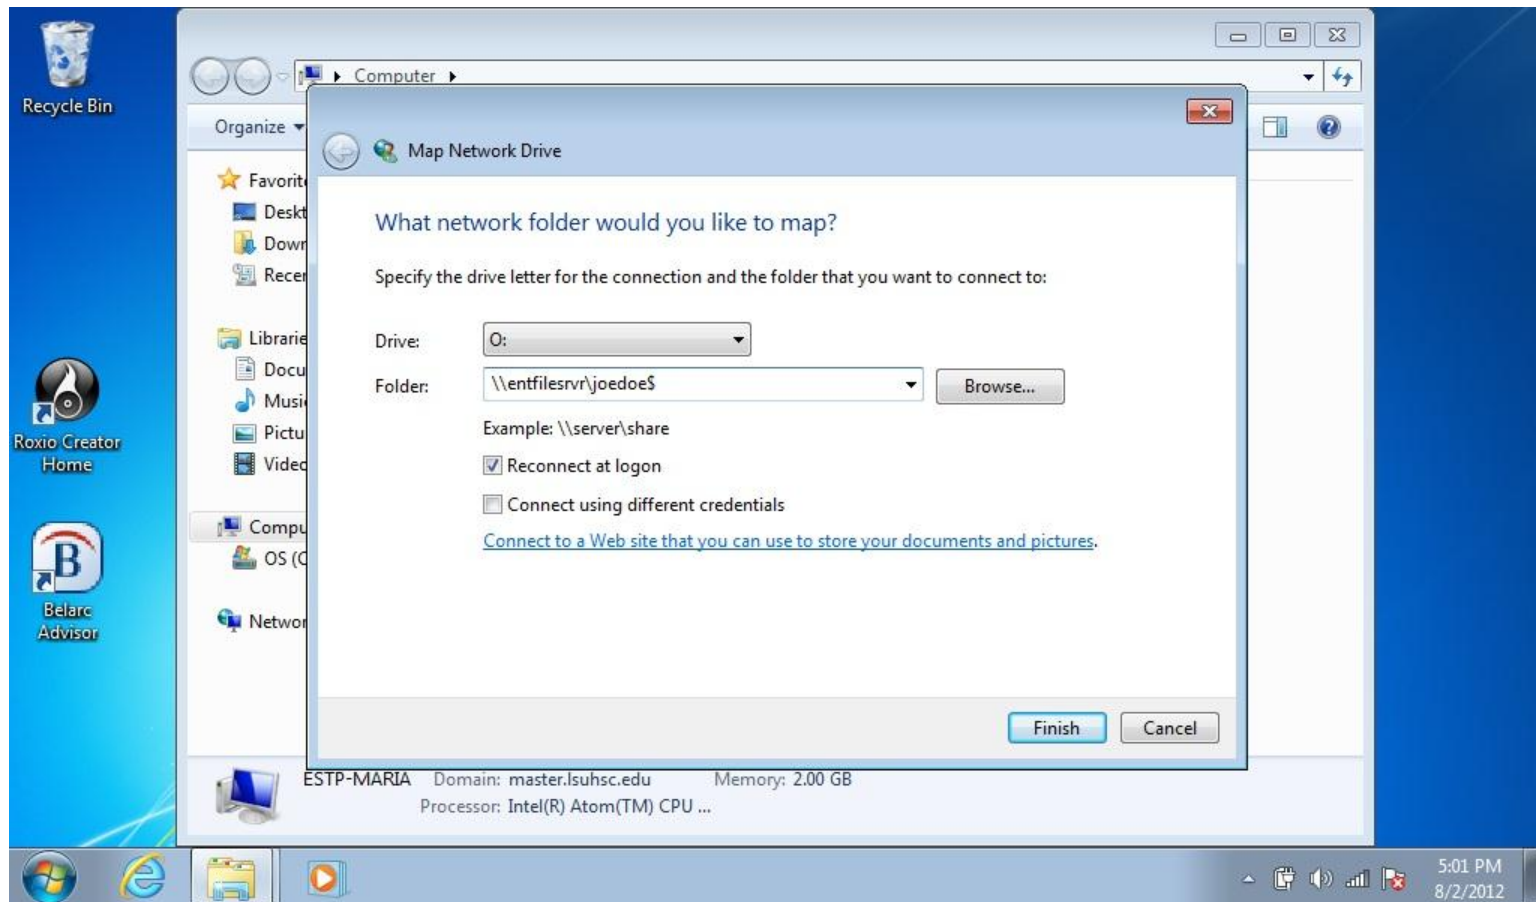 Recycle Bin
Roxio Creator
Home
B
Belarc
Advisor
Computer
Organize
Favorit
Deskt
Down
Recen
Librarie
Docu
Music
Pictu
Videc
Compu
OS (C
Networ
Map Network Drive
What network folder would you like to map?
Specify the drive letter for the connection and the folder that you want to connect to:
Drive: O:
Folder: \\entfilesrvr\joedoe$ Browse...
Example: \\server\share
Reconnect at logon
Connect using different credentials
Connect to a Web site that you can use to store your documents and pictures.
Finish Cancel
ESTP-MARIA Domain: master.lsuhsc.edu Memory: 2.00 GB
Processor: Intel(R) Atom(TM) CPU ...
5:01 PM
8/2/2012